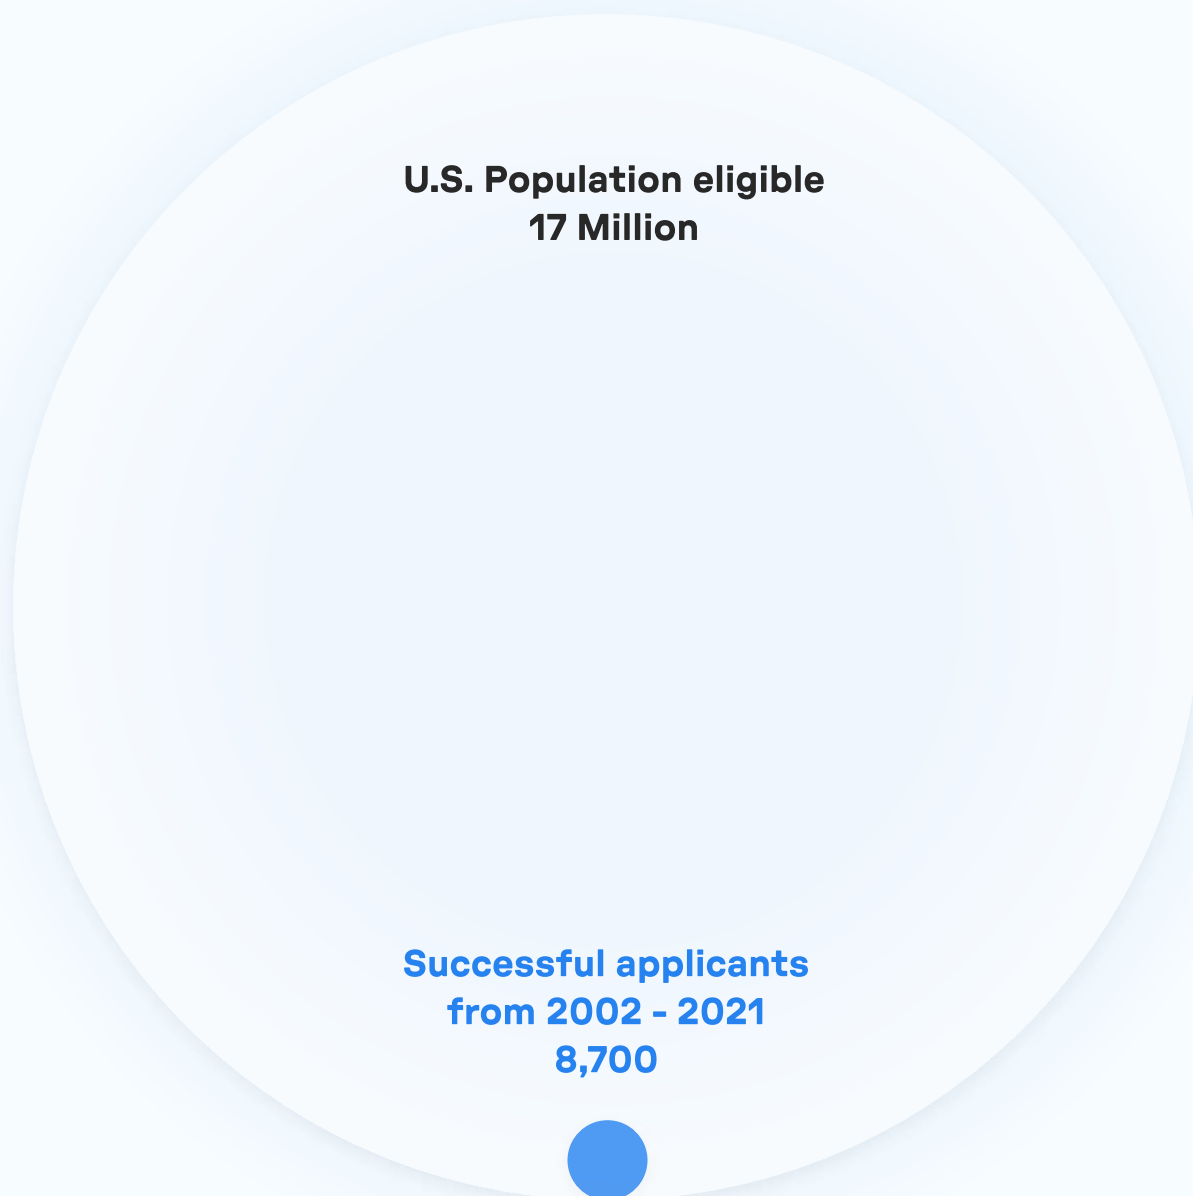 U.S. Population eligible
17 Million
Successful applicants
from 2002 - 2021
8,700